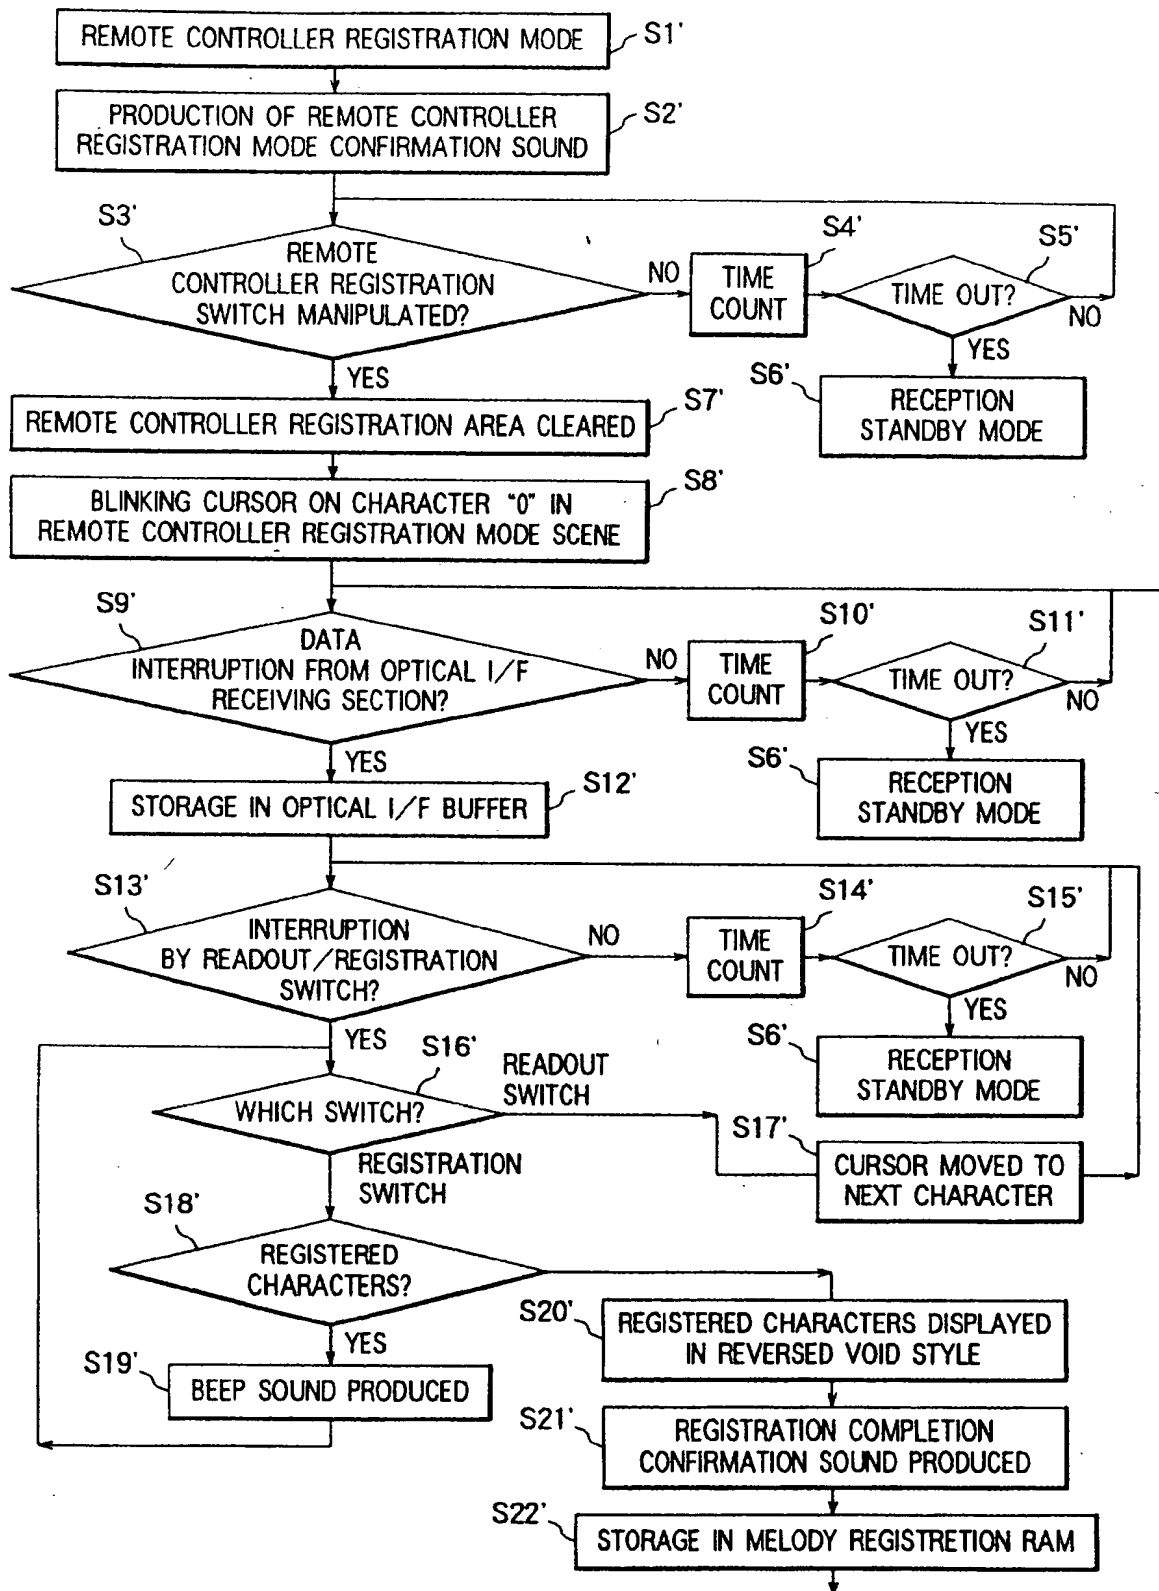 REMOTE CONTROLLER REGISTRATION MODE
S1'
PRODUCTION OF REMOTE CONTROLLER
REGISTRATION MODE CONFIRMATION SOUND
S2'
S3'
REMOTE
CONTROLLER REGISTRATION
SWITCH MANIPULATED?
NO
S4'
TIME
COUNT
S5'
TIME OUT?
NO
YES
S6'
RECEPTION
STANDBY MODE
YES
S7'
REMOTE CONTROLLER REGISTRATION AREA CLEARED
S8'
BLINKING CURSOR ON CHARACTER "0" IN
REMOTE CONTROLLER REGISTRATION MODE SCENE
S9'
DATA
INTERRUPTION FROM OPTICAL I/F
RECEIVING SECTION?
NO
S10'
TIME
COUNT
S11'
TIME OUT?
NO
YES
S6'
RECEPTION
STANDBY MODE
YES
S12'
STORAGE IN OPTICAL I/F BUFFER
S13'
INTERRUPTION
BY READOUT/REGISTRATION
SWITCH?
NO
S14'
TIME
COUNT
S15'
TIME OUT?
NO
YES
S6'
RECEPTION
STANDBY MODE
YES
S16'
WHICH SWITCH?
READOUT
SWITCH
S17'
CURSOR MOVED TO
NEXT CHARACTER
REGISTRATION
SWITCH
S18'
REGISTERED
CHARACTERS?
YES
S19'
BEEP SOUND PRODUCED
S20'
REGISTERED CHARACTERS DISPLAYED
IN REVERSED VOID STYLE
S21'
REGISTRATION COMPLETION
CONFIRMATION SOUND PRODUCED
S22'
STORAGE IN MELODY REGISTRETION RAM